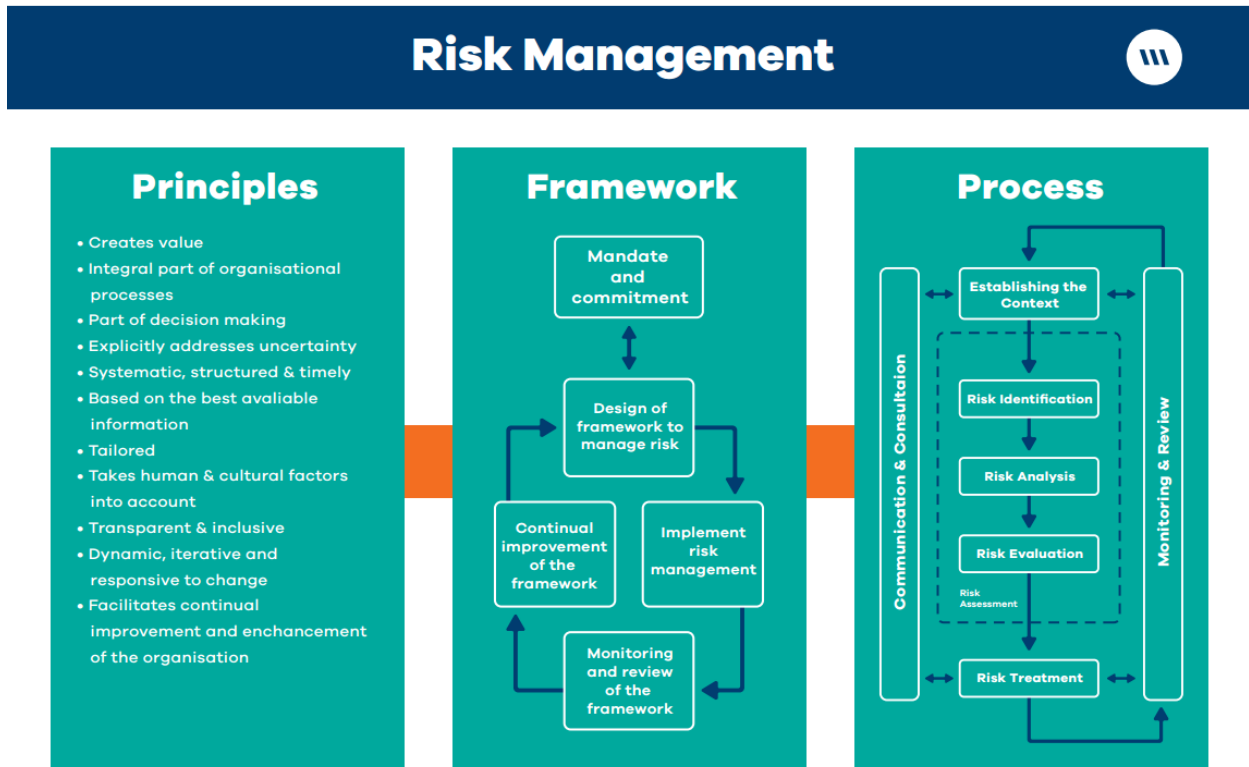 Risk Management
Principles
• Creates value
• Integral part of organisational
processes
• Part of decision making
• Explicitly addresses uncertainty
• Systematic, structured & timely
• Based on the best avaliable
information
• Tailored
• Takes human & cultural factors
into account
• Transparent & inclusive
• Dynamic, iterative and
responsive to change
• Facilitates continual
improvement and enchancement
of the organisation
Framework
Mandate
and
commitment
Design of
framework to
manage risk
Continual
improvement
of the
framework
Implement
risk
management
Monitoring
and review
of the
framework
Process
Communication & Consultaion
Establishing the
Context
Risk Identification
Risk Analysis
Risk Evaluation
Risk
Assessment
Risk Treatment
Monitoring & Review